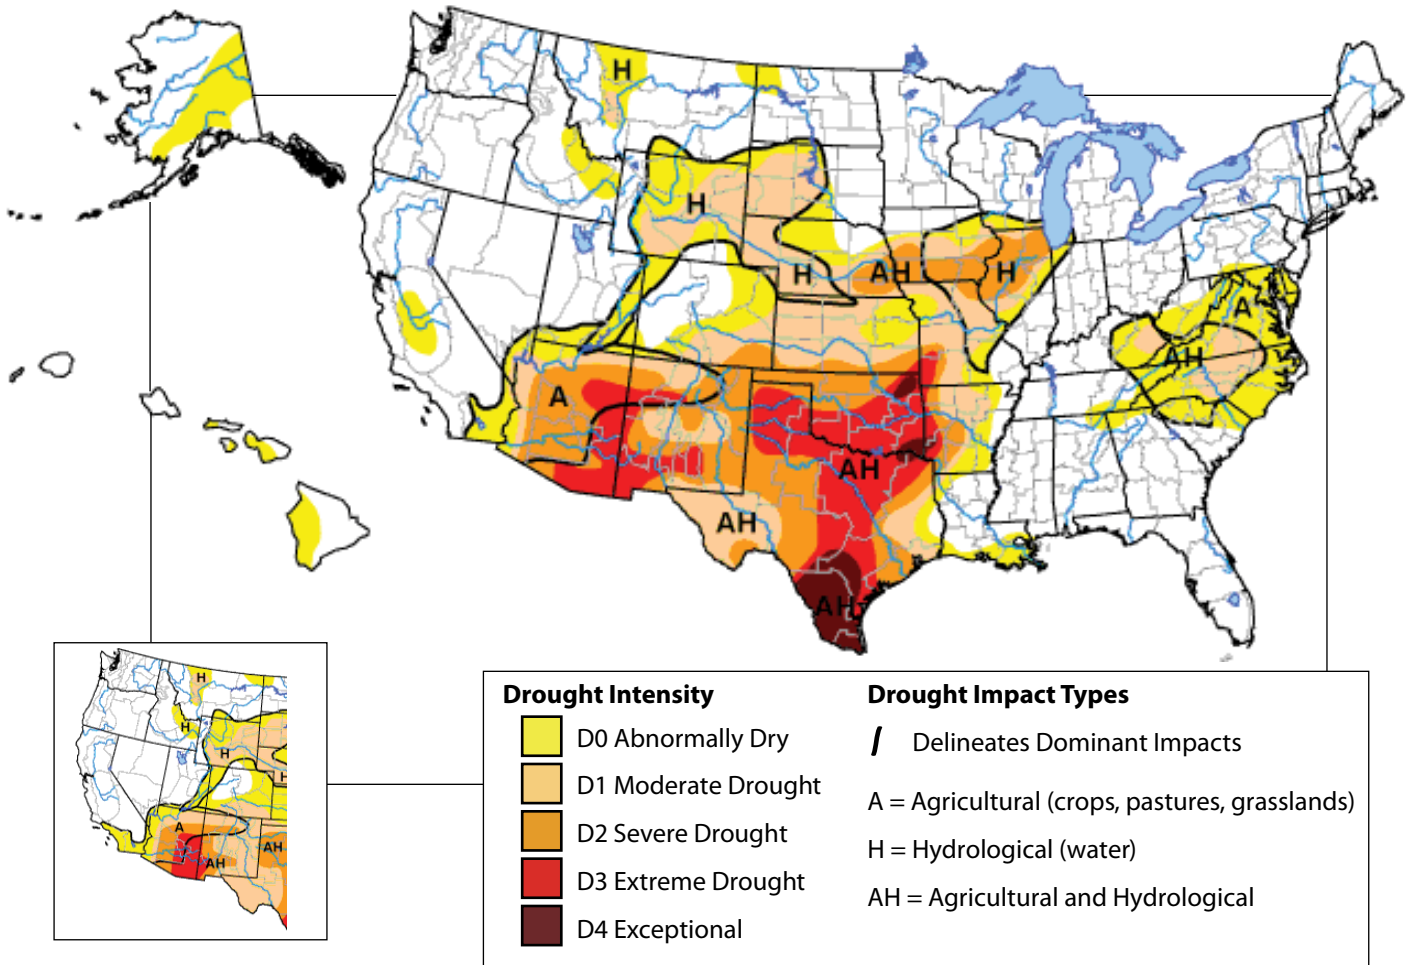 H
H
H
AH
H
A
AH
A
AH
AH
AH
H
H
H
H
A
AH
AH
Drought Intensity
D0 Abnormally Dry
D1 Moderate Drought
D2 Severe Drought
D3 Extreme Drought
D4 Exceptional
Drought Impact Types
Delineates Dominant Impacts
A = Agricultural (crops, pastures, grasslands)
H = Hydrological (water)
AH = Agricultural and Hydrological